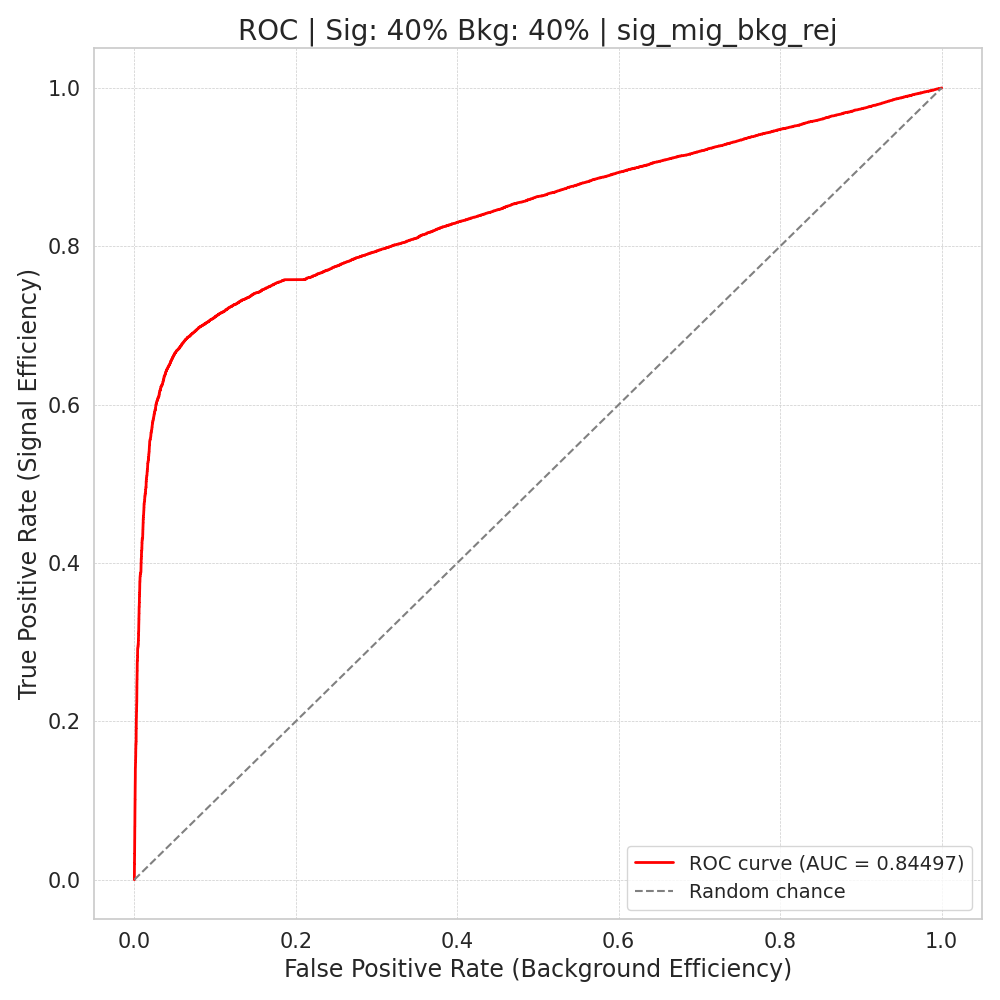 ROC | Sig: 40% Bkg: 40% | sig_mig_bkg_rej
True Positive Rate (Signal Efficiency)
1.0
0.8
0.6
0.4
0.2
0.0
ROC curve (AUC = 0.84497)
Random chance
0.0 0.2 0.4 0.6 0.8 1.0
False Positive Rate (Background Efficiency)